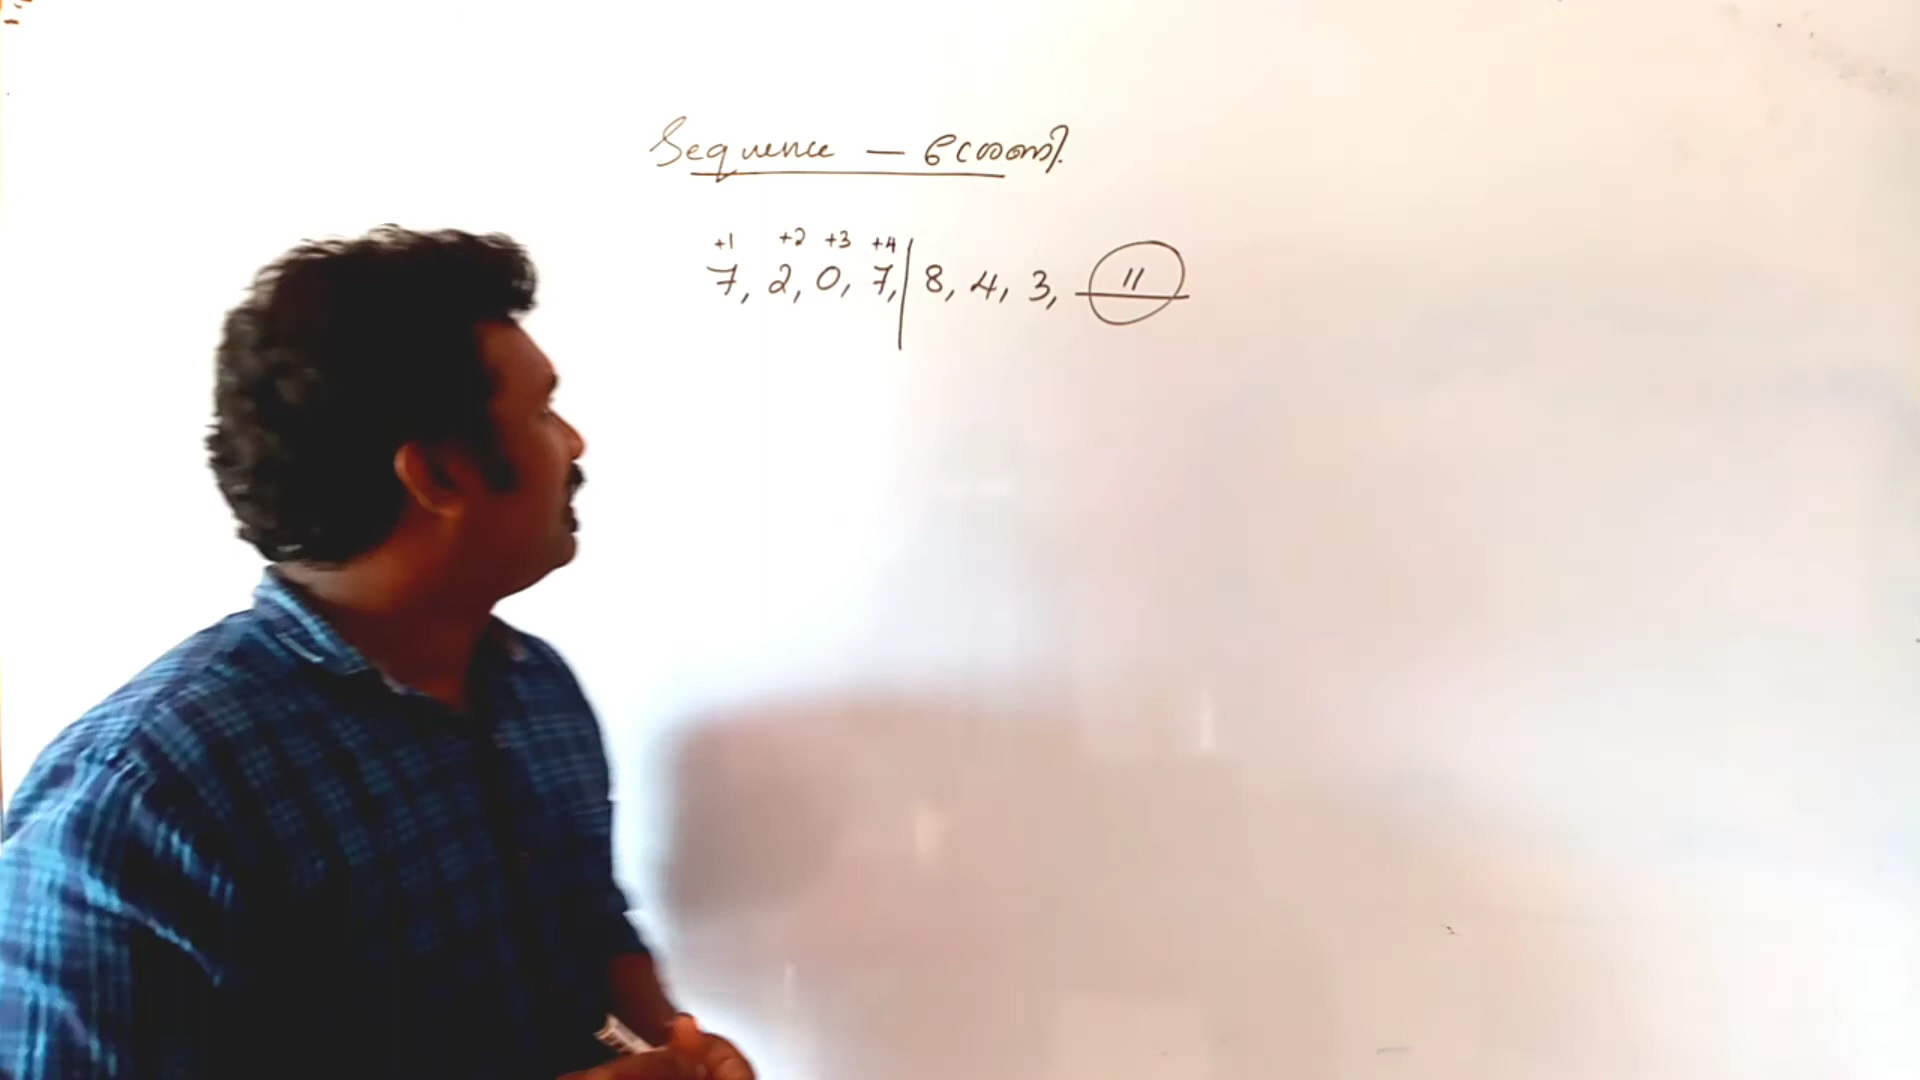 Sequence — ശ്രേണി
+1 +2 +3 +4
7, 2, 0, 7, | 8, 4, 3, 11